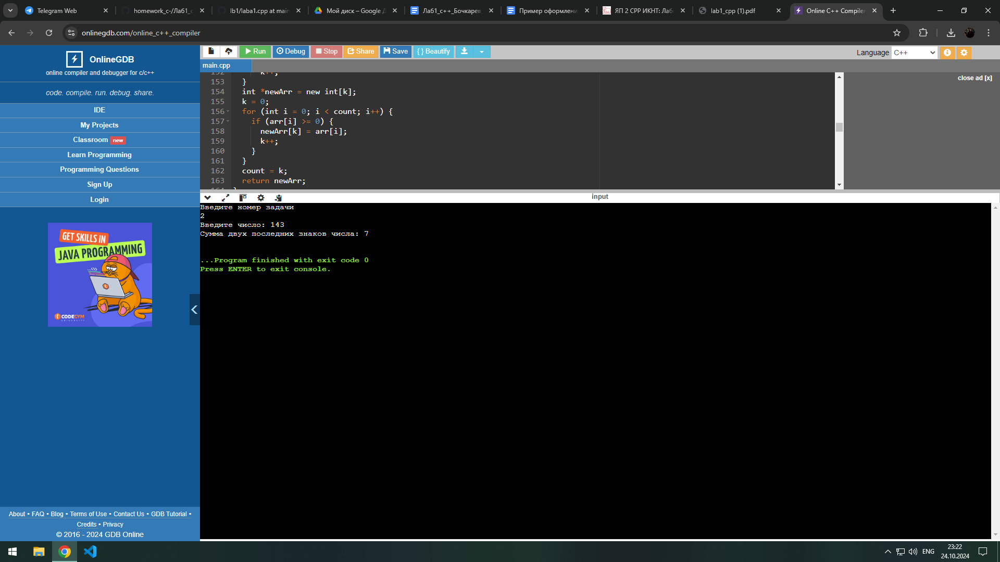 Telegram Web
homework_c-//Лаб1_c
lb1/laba1.cpp at main
Мой диск – Google Д
Лаб1_c++_Бочкарев
Пример оформлени
ЯП 2 СРР ИКНТ: Лаб
lab1_cpp (1).pdf
Online C++ Compiler
onlinegdb.com/online_c++_compiler
OnlineGDB
online compiler and debugger for c/c++
code. compile. run. debug. share.
IDE
My Projects
Classroom new
Learn Programming
Programming Questions
Sign Up
Login
GET SKILLS IN
JAVA PROGRAMMING
CODEGYM
UNIVERSITY
About • FAQ • Blog • Terms of Use • Contact Us • GDB Tutorial •
Credits • Privacy
© 2016 - 2024 GDB Online
Run
Debug
Stop
Share
Save
{ } Beautify
Language C++
main.cpp
close ad [x]
152 k++;
153 }
154 int *newArr = new int[k];
155 k = 0;
156 for (int i = 0; i < count; i++) {
157 if (arr[i] >= 0) {
158 newArr[k] = arr[i];
159 k++;
160 }
161 }
162 count = k;
163 return newArr;
164 }
input
Введите номер задачи
2
Введите число: 143
Сумма двух последних знаков числа: 7
...Program finished with exit code 0
Press ENTER to exit console.
ENG
23:22
24.10.2024